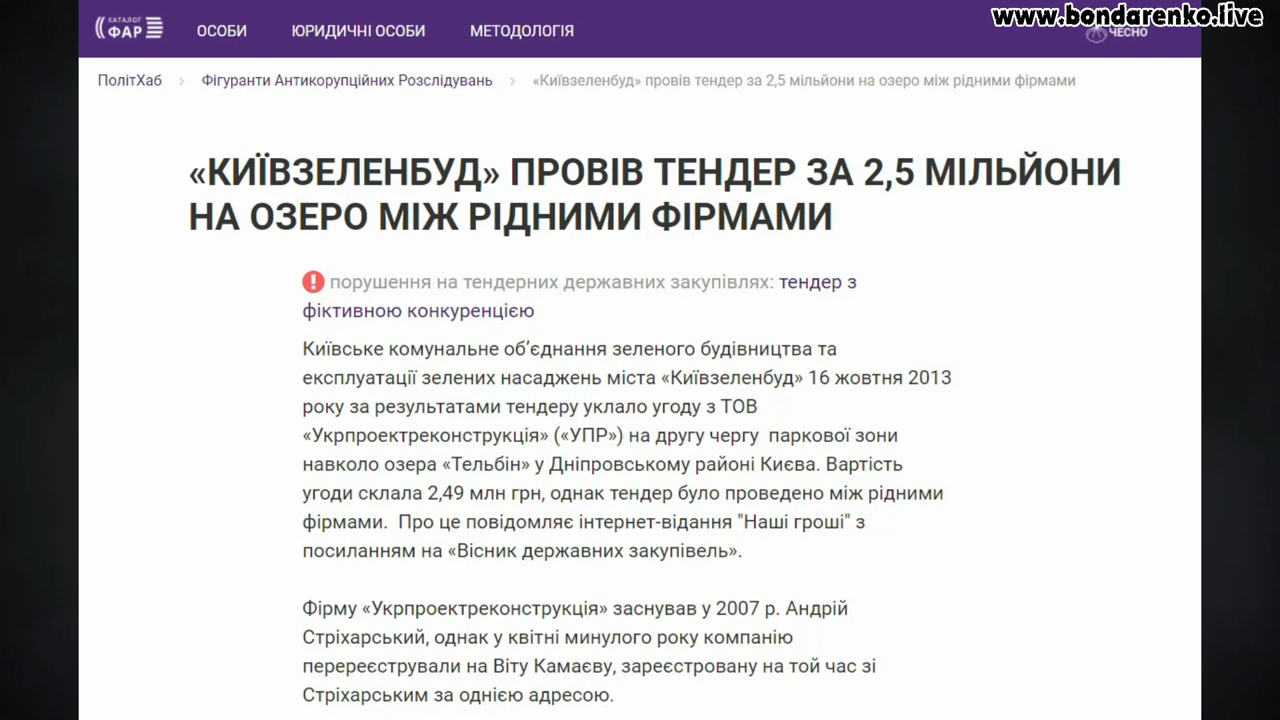 www.bondarenko.live
КАТАЛОГ
ФАР
ОСОБИ
ЮРИДИЧНІ ОСОБИ
МЕТОДОЛОГІЯ
ЧЕСНО
ПолітХаб › Фігуранти Антикорупційних Розслідувань › «Київзеленбуд» провів тендер за 2,5 мільйони на озеро між рідними фірмами
«КИЇВЗЕЛЕНБУД» ПРОВІВ ТЕНДЕР ЗА 2,5 МІЛЬЙОНИ
НА ОЗЕРО МІЖ РІДНИМИ ФІРМАМИ
порушення на тендерних державних закупівлях: тендер з
фіктивною конкуренцією
Київське комунальне об’єднання зеленого будівництва та
експлуатації зелених насаджень міста «Київзеленбуд» 16 жовтня 2013
року за результатами тендеру уклало угоду з ТОВ
«Укрпроектреконструкція» («УПР») на другу чергу паркової зони
навколо озера «Тельбін» у Дніпровському районі Києва. Вартість
угоди склала 2,49 млн грн, однак тендер було проведено між рідними
фірмами. Про це повідомляє інтернет-відання "Наші гроші" з
посиланням на «Вісник державних закупівель».
Фірму «Укрпроектреконструкція» заснував у 2007 р. Андрій
Стріхарський, однак у квітні минулого року компанію
перереєстрували на Віту Камаєву, зареєстровану на той час зі
Стріхарським за однією адресою.